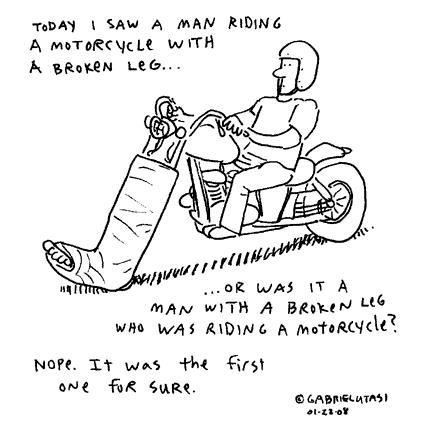 TODAY I SAW A MAN RIDING
A MOTORCYCLE WITH
A BROKEN LEG...
...OR WAS IT A
MAN WITH A BROKEN LEG
WHO WAS RIDING A MOTORCYCLE?
NOPE. It was the first
one for sure.
© GABRIELUTASI
01-23-08